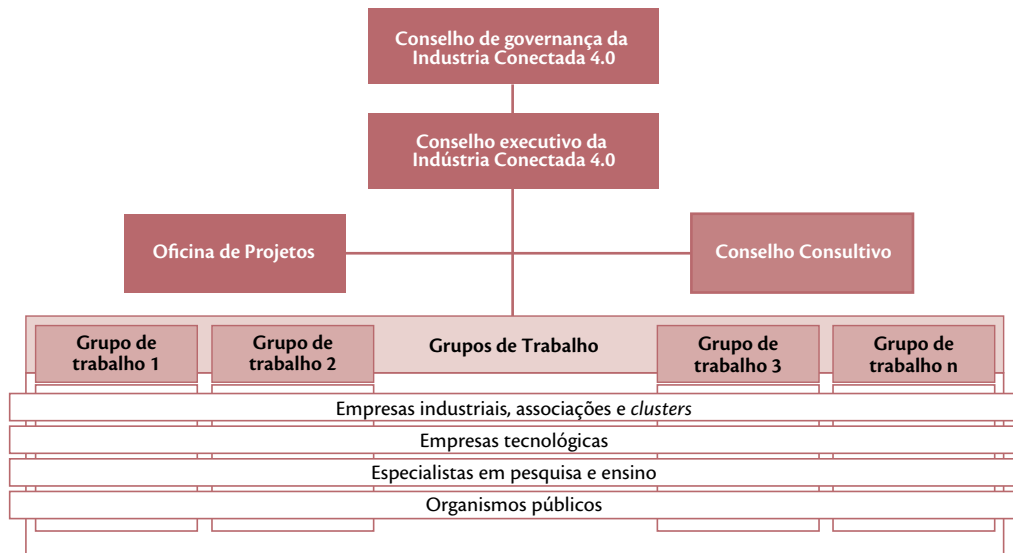 Conselho de governança da
Industria Conectada 4.0
Conselho executivo da
Indústria Conectada 4.0
Oficina de Projetos
Conselho Consultivo
Grupo de
trabalho 1
Grupo de
trabalho 2
Grupos de Trabalho
Grupo de
trabalho 3
Grupo de
trabalho n
Empresas industriais, associações e clusters
Empresas tecnológicas
Especialistas em pesquisa e ensino
Organismos públicos